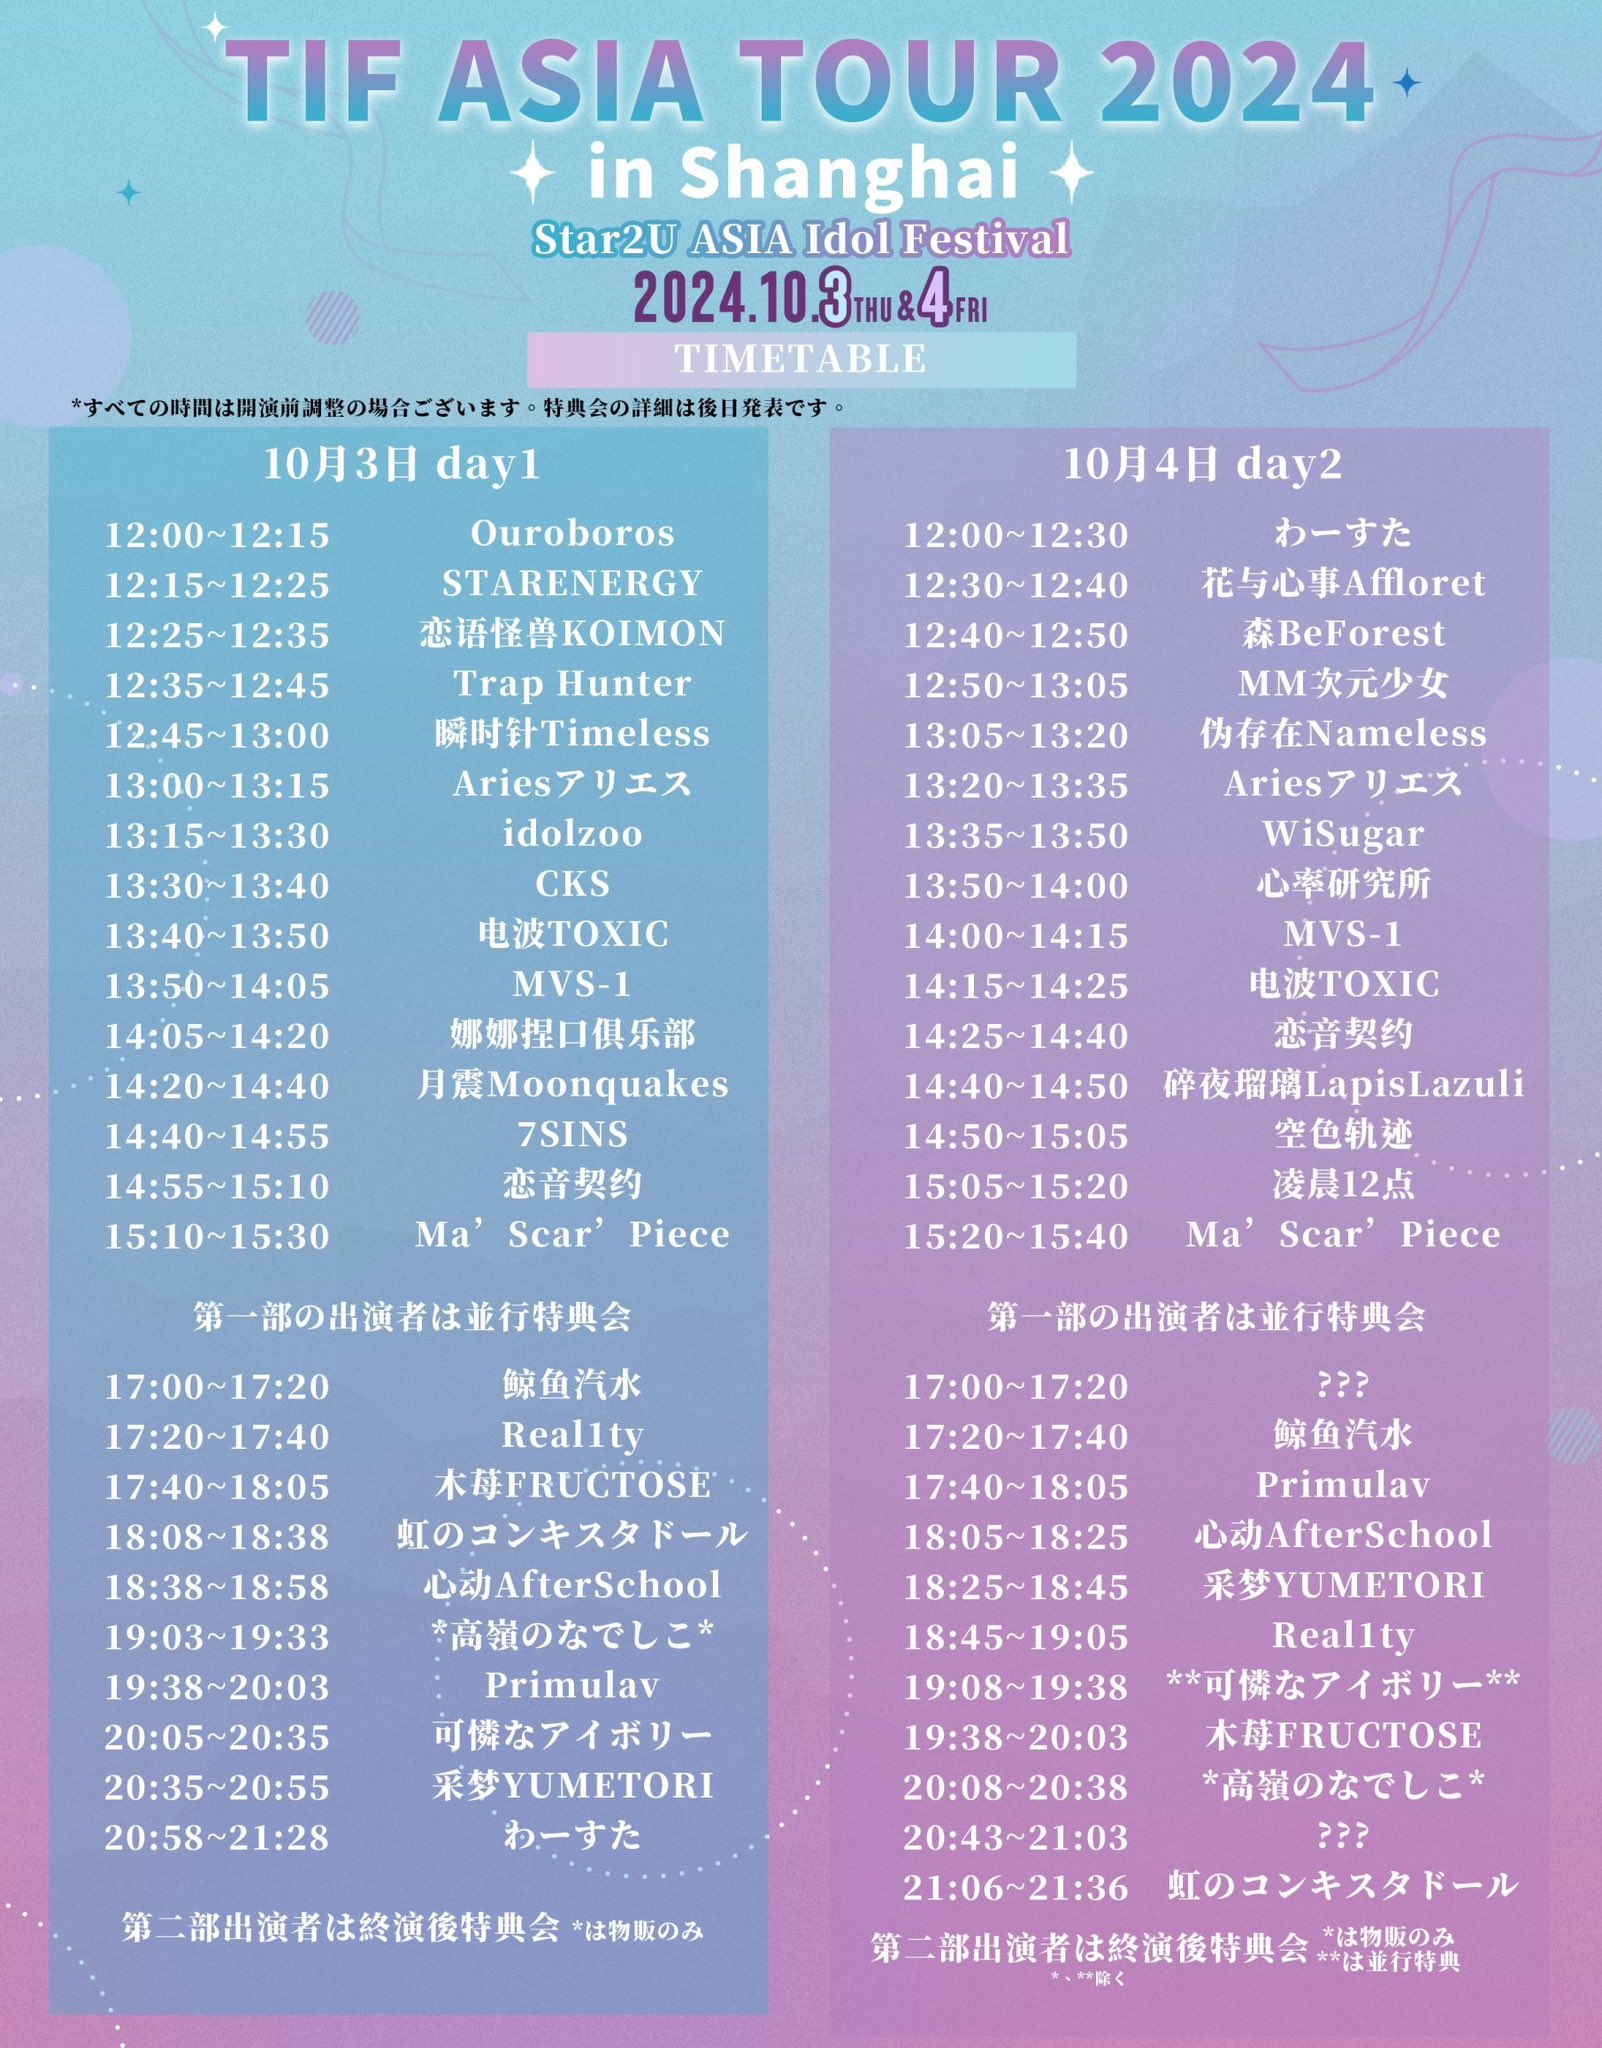 TIF ASIA TOUR 2024
in Shanghai
Star2U ASIA Idol Festival
2024.10.3THU&4FRI
TIMETABLE
*すべての時間は開演前調整の場合ございます。特典会の詳細は後日発表です。
10月3日 day1
12:00~12:15 Ouroboros
12:15~12:25 STARENERGY
12:25~12:35 恋语怪兽KOIMON
12:35~12:45 Trap Hunter
12:45~13:00 瞬时针Timeless
13:00~13:15 Ariesアリエス
13:15~13:30 idolzoo
13:30~13:40 CKS
13:40~13:50 电波TOXIC
13:50~14:05 MVS-1
14:05~14:20 娜娜捏口俱乐部
14:20~14:40 月震Moonquakes
14:40~14:55 7SINS
14:55~15:10 恋音契约
15:10~15:30 Ma’Scar’Piece
第一部の出演者は並行特典会
17:00~17:20 鲸鱼汽水
17:20~17:40 Real1ty
17:40~18:05 木莓FRUCTOSE
18:08~18:38 虹のコンキスタドール
18:38~18:58 心动AfterSchool
19:03~19:33 *高嶺のなでしこ*
19:38~20:03 Primulav
20:05~20:35 可憐なアイボリー
20:35~20:55 采梦YUMETORI
20:58~21:28 わーすた
第二部出演者は終演後特典会 *は物販のみ
10月4日 day2
12:00~12:30 わーすた
12:30~12:40 花与心事Affloret
12:40~12:50 森BeForest
12:50~13:05 MM次元少女
13:05~13:20 伪存在Nameless
13:20~13:35 Ariesアリエス
13:35~13:50 WiSugar
13:50~14:00 心率研究所
14:00~14:15 MVS-1
14:15~14:25 电波TOXIC
14:25~14:40 恋音契约
14:40~14:50 碎夜瑠璃LapisLazuli
14:50~15:05 空色轨迹
15:05~15:20 凌晨12点
15:20~15:40 Ma’Scar’Piece
第一部の出演者は並行特典会
17:00~17:20 ???
17:20~17:40 鲸鱼汽水
17:40~18:05 Primulav
18:05~18:25 心动AfterSchool
18:25~18:45 采梦YUMETORI
18:45~19:05 Real1ty
19:08~19:38 **可憐なアイボリー**
19:38~20:03 木莓FRUCTOSE
20:08~20:38 *高嶺のなでしこ*
20:43~21:03 ???
21:06~21:36 虹のコンキスタドール
第二部出演者は終演後特典会 *は物販のみ
**は並行特典
*、**除く